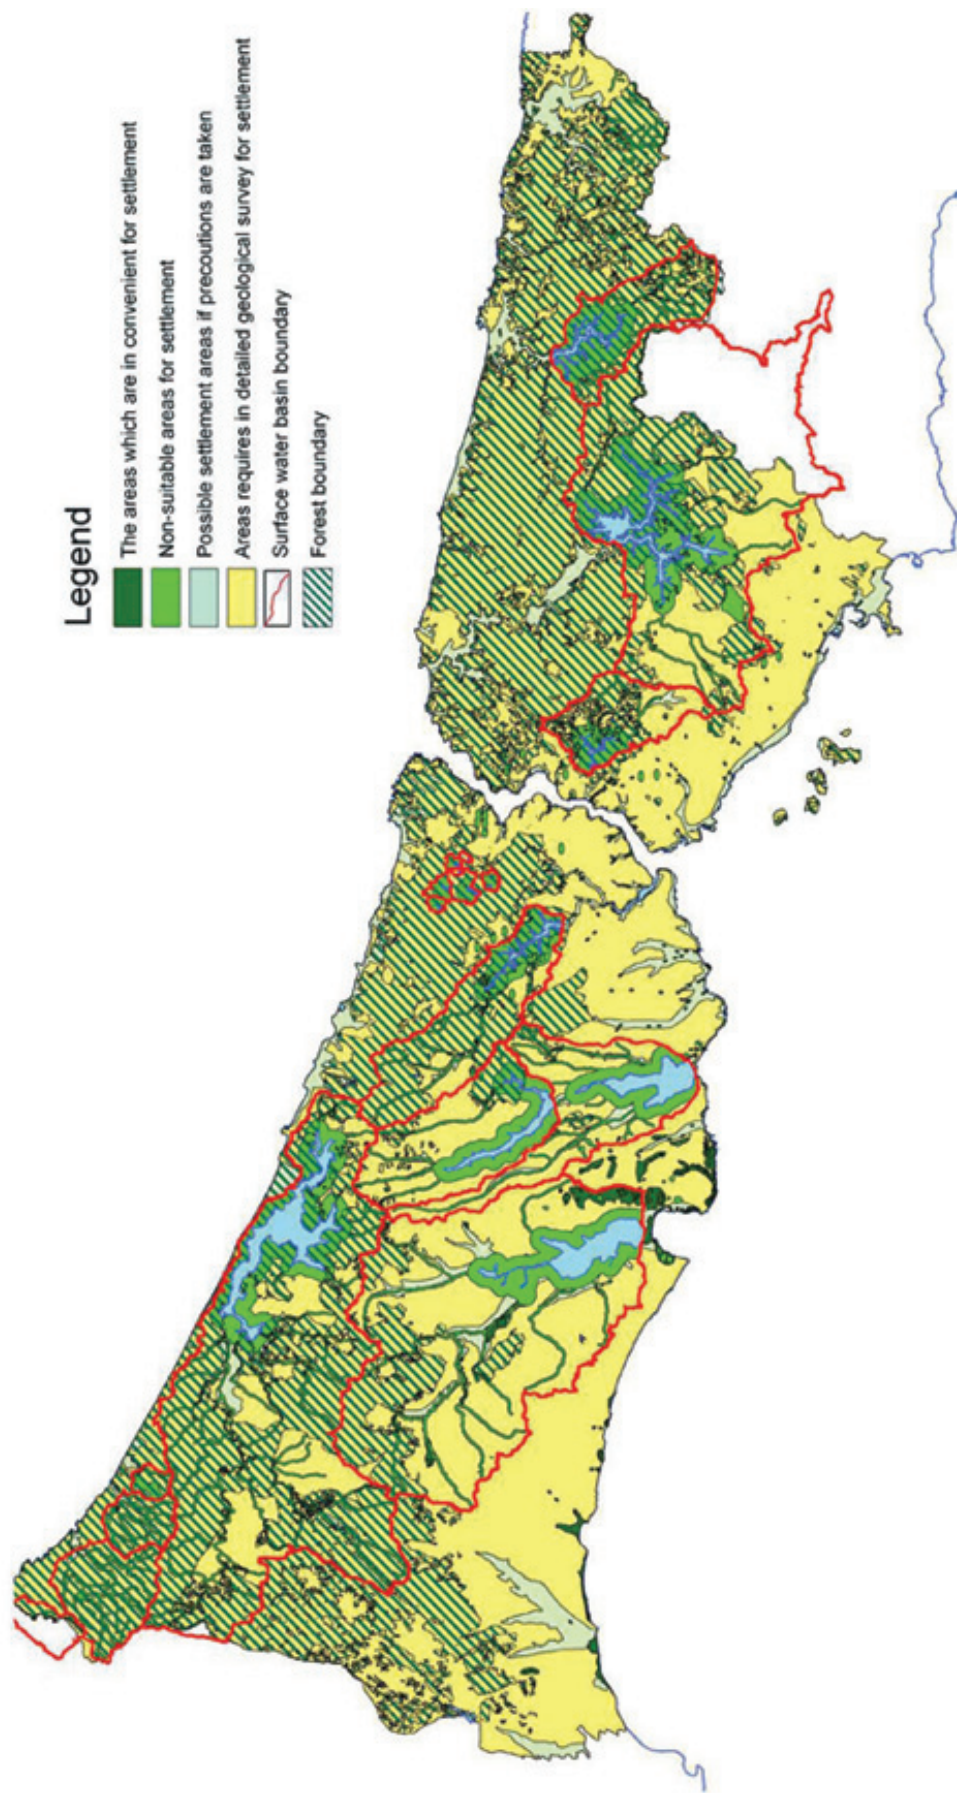 Legend
The areas which are in convenient for settlement
Non-suitable areas for settlement
Possible settlement areas if precoutions are taken
Areas requires in detailed geological survey for settlement
Surface water basin boundary
Forest boundary